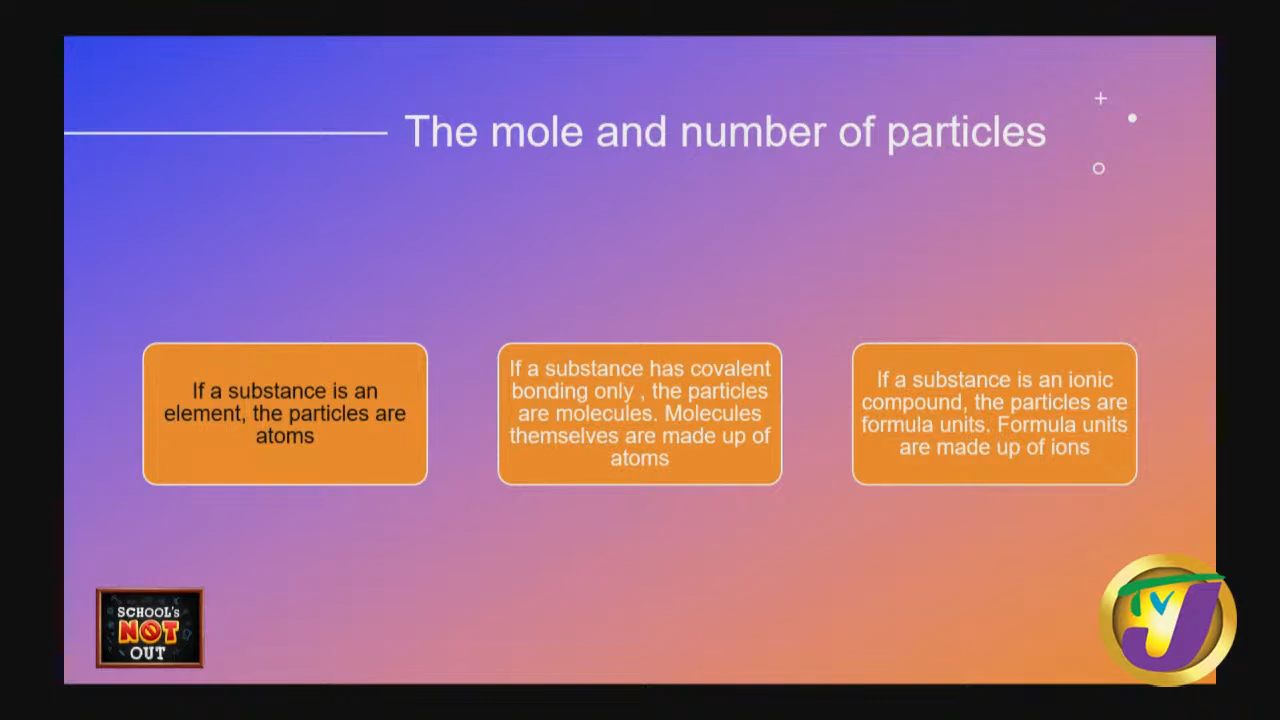 The mole and number of particles
If a substance is an
element, the particles are
atoms
If a substance has covalent
bonding only , the particles
are molecules. Molecules
themselves are made up of
atoms
If a substance is an ionic
compound, the particles are
formula units. Formula units
are made up of ions
SCHOOL's
NOT
OUT
TVJ